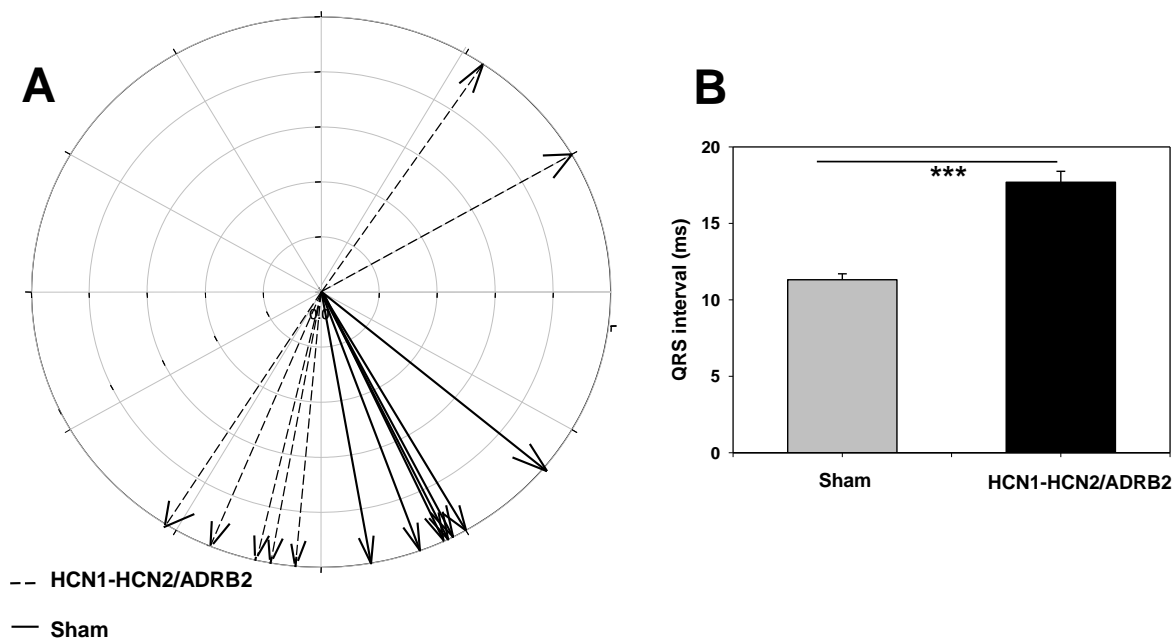 A
0.0
HCN1-HCN2/ADRB2
Sham
B
20
15
10
5
0
QRS interval (ms)
***
Sham
HCN1-HCN2/ADRB2